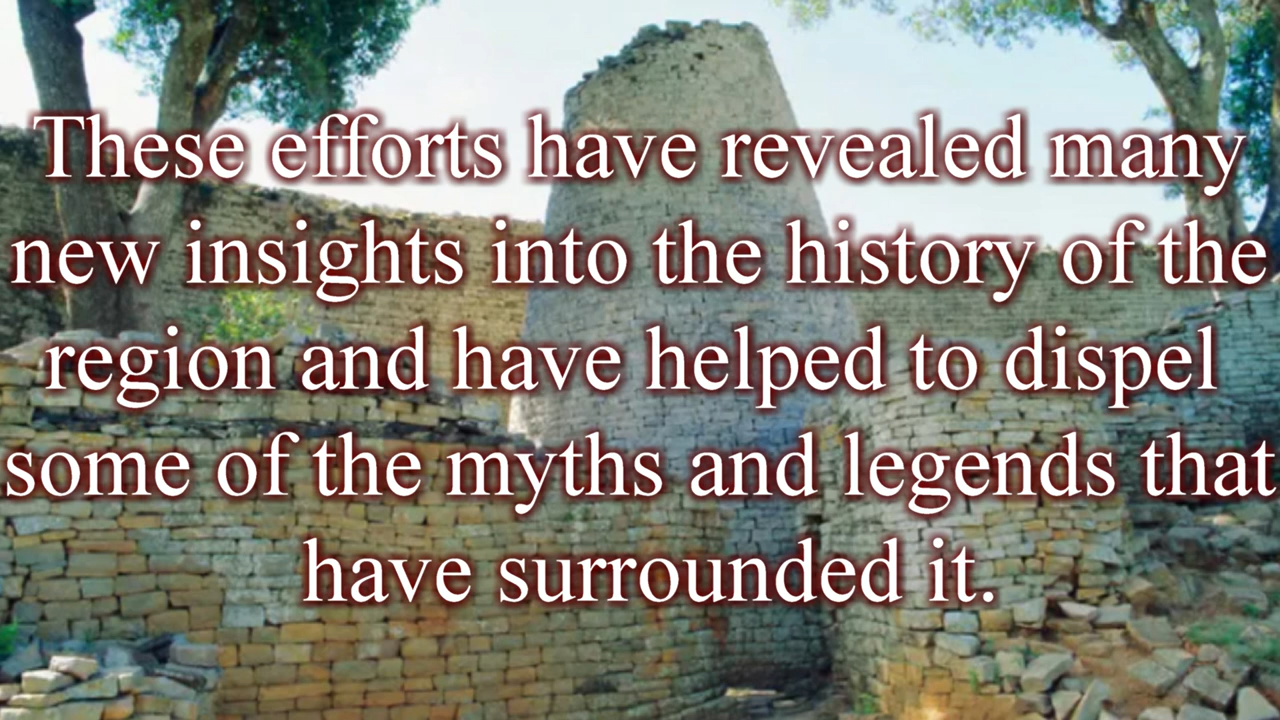 These efforts have revealed many
new insights into the history of the
region and have helped to dispel
some of the myths and legends that
have surrounded it.